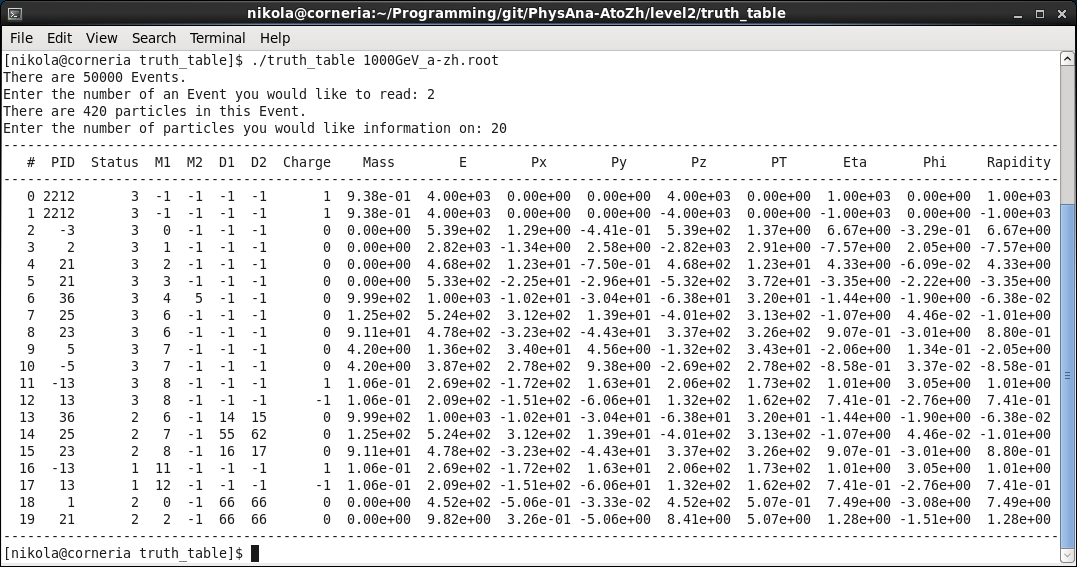 nikola@corneria:~/Programming/git/PhysAna-AtoZh/level2/truth_table
File Edit View Search Terminal Help
[nikola@corneria truth_table]$ ./truth_table 1000GeV_a-zh.root
There are 50000 Events.
Enter the number of an Event you would like to read: 2
There are 420 particles in this Event.
Enter the number of particles you would like information on: 20
# PID Status M1 M2 D1 D2 Charge Mass E Px Py Pz PT Eta Phi Rapidity
0 2212 3 -1 -1 -1 -1 1 9.38e-01 4.00e+03 0.00e+00 0.00e+00 4.00e+03 0.00e+00 1.00e+03 0.00e+00 1.00e+03
1 2212 3 -1 -1 -1 -1 1 9.38e-01 4.00e+03 0.00e+00 0.00e+00 -4.00e+03 0.00e+00 -1.00e+03 0.00e+00 -1.00e+03
2 -3 3 0 -1 -1 -1 0 0.00e+00 5.39e+02 1.29e+00 -4.41e-01 5.39e+02 1.37e+00 6.67e+00 -3.29e-01 6.67e+00
3 2 3 1 -1 -1 -1 0 0.00e+00 2.82e+03 -1.34e+00 2.58e+00 -2.82e+03 2.91e+00 -7.57e+00 2.05e+00 -7.57e+00
4 21 3 2 -1 -1 -1 0 0.00e+00 4.68e+02 1.23e+01 -7.50e-01 4.68e+02 1.23e+01 4.33e+00 -6.09e-02 4.33e+00
5 21 3 3 -1 -1 -1 0 0.00e+00 5.33e+02 -2.25e+01 -2.96e+01 -5.32e+02 3.72e+01 -3.35e+00 -2.22e+00 -3.35e+00
6 36 3 4 5 -1 -1 0 9.99e+02 1.00e+03 -1.02e+01 -3.04e+01 -6.38e+01 3.20e+01 -1.44e+00 -1.90e+00 -6.38e-02
7 25 3 6 -1 -1 -1 0 1.25e+02 5.24e+02 3.12e+02 1.39e+01 -4.01e+02 3.13e+02 -1.07e+00 4.46e-02 -1.01e+00
8 23 3 6 -1 -1 -1 0 9.11e+01 4.78e+02 -3.23e+02 -4.43e+01 3.37e+02 3.26e+02 9.07e-01 -3.01e+00 8.80e-01
9 5 3 7 -1 -1 -1 0 4.20e+00 1.36e+02 3.40e+01 4.56e+00 -1.32e+02 3.43e+01 -2.06e+00 1.34e-01 -2.05e+00
10 -5 3 7 -1 -1 -1 0 4.20e+00 3.87e+02 2.78e+02 9.38e+00 -2.69e+02 2.78e+02 -8.58e-01 3.37e-02 -8.58e-01
11 -13 3 8 -1 -1 -1 1 1.06e-01 2.69e+02 -1.72e+02 1.63e+01 2.06e+02 1.73e+02 1.01e+00 3.05e+00 1.01e+00
12 13 3 8 -1 -1 -1 -1 1.06e-01 2.09e+02 -1.51e+02 -6.06e+01 1.32e+02 1.62e+02 7.41e-01 -2.76e+00 7.41e-01
13 36 2 6 -1 14 15 0 9.99e+02 1.00e+03 -1.02e+01 -3.04e+01 -6.38e+01 3.20e+01 -1.44e+00 -1.90e+00 -6.38e-02
14 25 2 7 -1 55 62 0 1.25e+02 5.24e+02 3.12e+02 1.39e+01 -4.01e+02 3.13e+02 -1.07e+00 4.46e-02 -1.01e+00
15 23 2 8 -1 16 17 0 9.11e+01 4.78e+02 -3.23e+02 -4.43e+01 3.37e+02 3.26e+02 9.07e-01 -3.01e+00 8.80e-01
16 -13 1 11 -1 -1 -1 1 1.06e-01 2.69e+02 -1.72e+02 1.63e+01 2.06e+02 1.73e+02 1.01e+00 3.05e+00 1.01e+00
17 13 1 12 -1 -1 -1 -1 1.06e-01 2.09e+02 -1.51e+02 -6.06e+01 1.32e+02 1.62e+02 7.41e-01 -2.76e+00 7.41e-01
18 1 2 0 -1 66 66 0 0.00e+00 4.52e+02 -5.06e-01 -3.33e-02 4.52e+02 5.07e-01 7.49e+00 -3.08e+00 7.49e+00
19 21 2 2 -1 66 66 0 0.00e+00 9.82e+00 3.26e-01 -5.06e+00 8.41e+00 5.07e+00 1.28e+00 -1.51e+00 1.28e+00
[nikola@corneria truth_table]$